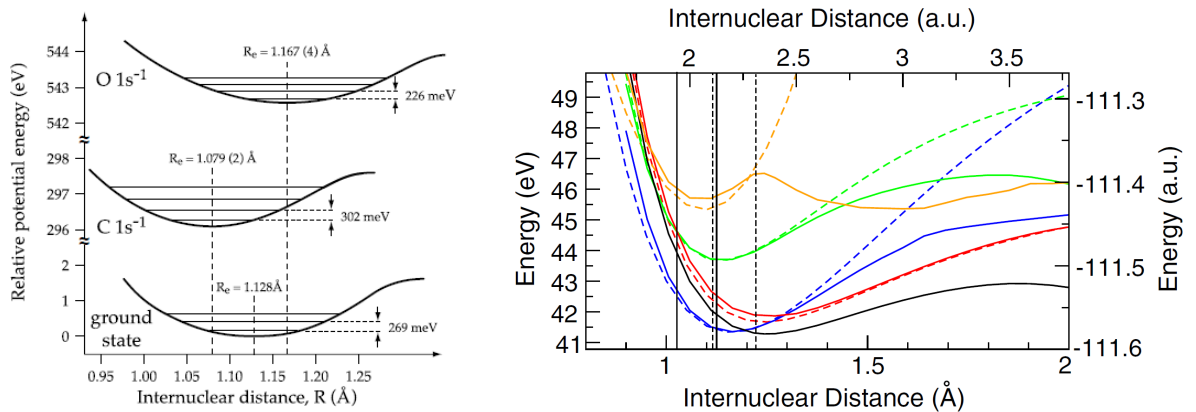 Relative potential energy (eV)
544
543
542
298
297
296
2
1
0
O 1s⁻¹
C 1s⁻¹
ground
state
Rₑ = 1.167 (4) Å
226 meV
Rₑ = 1.079 (2) Å
302 meV
Rₑ = 1.128Å
269 meV
0.95 1.00 1.05 1.10 1.15 1.20 1.25
Internuclear distance, R (Å)
Internuclear Distance (a.u.)
2 2.5 3 3.5
Energy (eV)
49
48
47
46
45
44
43
42
41
-111.3
-111.4
-111.5
-111.6
Energy (a.u.)
1 1.5 2
Internuclear Distance (Å)